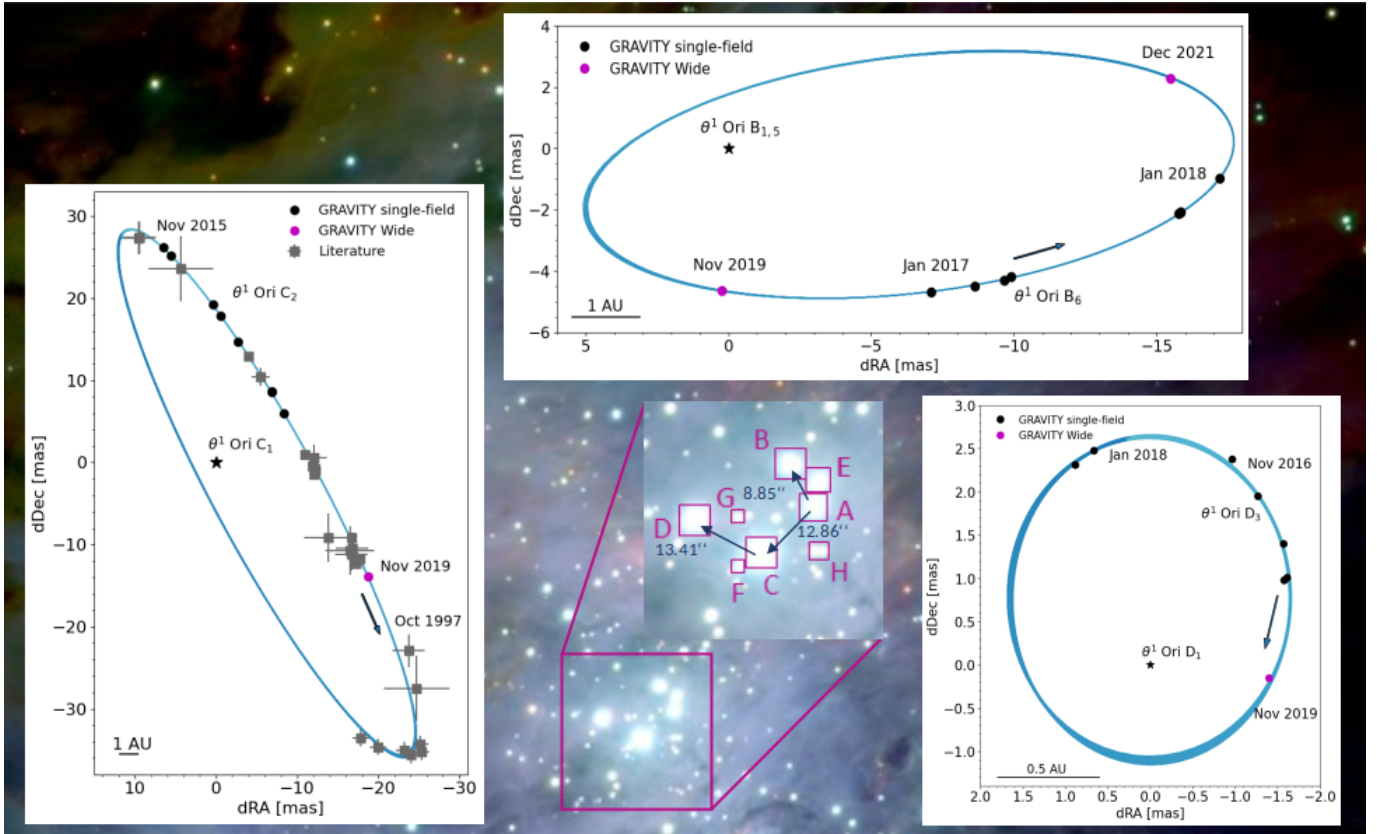 GRAVITY single-field
GRAVITY Wide
Literature
Nov 2015
θ¹ Ori C₂
θ¹ Ori C₁
Nov 2019
Oct 1997
1 AU
30
20
10
0
−10
−20
−30
dDec [mas]
10
0
−10
−20
−30
dRA [mas]
GRAVITY single-field
GRAVITY Wide
Dec 2021
θ¹ Ori B₁,₅
Jan 2018
Nov 2019
Jan 2017
θ¹ Ori B₆
1 AU
4
2
0
−2
−4
−6
dDec [mas]
5
0
−5
−10
−15
dRA [mas]
B
E
8.85“
G
A
D
12.86“
13.41“
H
F
C
GRAVITY single-field
GRAVITY Wide
Jan 2018
Nov 2016
θ¹ Ori D₃
θ¹ Ori D₁
Nov 2019
0.5 AU
3.0
2.5
2.0
1.5
1.0
0.5
0.0
−0.5
−1.0
dDec [mas]
2.0
1.5
1.0
0.5
0.0
−0.5
−1.0
−1.5
−2.0
dRA [mas]